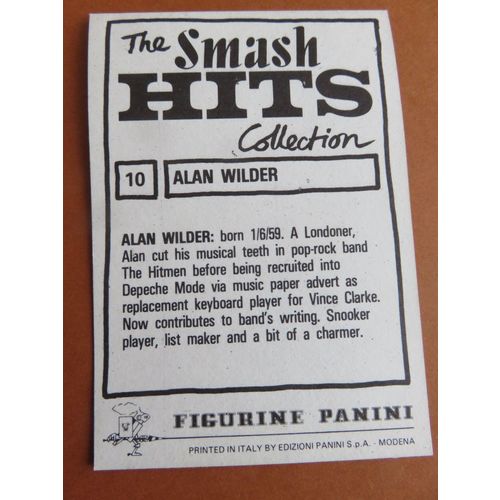 The Smash
HITS
Collection
10 ALAN WILDER
ALAN WILDER: born 1/6/59. A Londoner,
Alan cut his musical teeth in pop-rock band
The Hitmen before being recruited into
Depeche Mode via music paper advert as
replacement keyboard player for Vince Clarke.
Now contributes to band's writing. Snooker
player, list maker and a bit of a charmer.
FIGURINE PANINI
PRINTED IN ITALY BY EDIZIONI PANINI S.p.A. - MODENA